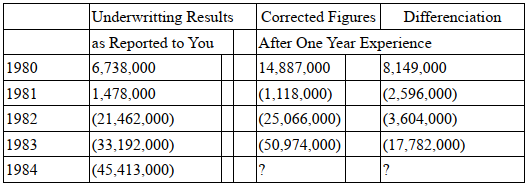 Underwritting Results Corrected Figures Differenciation
as Reported to You After One Year Experience
1980 6,738,000 14,887,000 8,149,000
1981 1,478,000 (1,118,000) (2,596,000)
1982 (21,462,000) (25,066,000) (3,604,000)
1983 (33,192,000) (50,974,000) (17,782,000)
1984 (45,413,000) ? ?